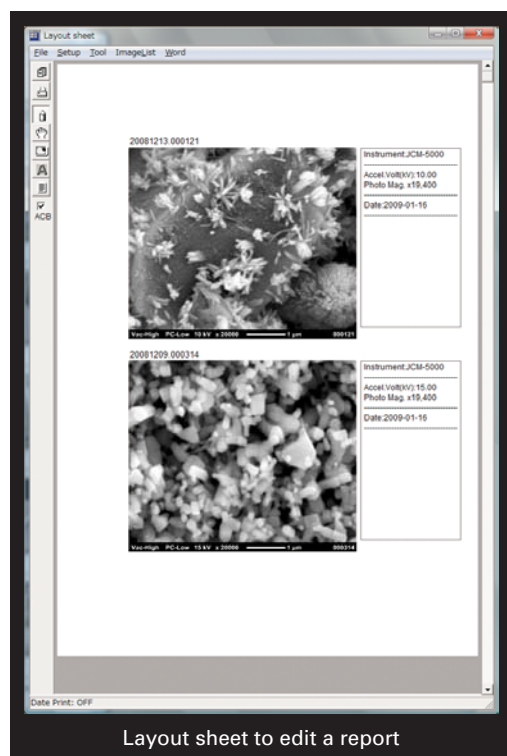 Layout sheet
File Setup Tool ImageList Word
ACB
20081213.000121
Instrument:JCM-5000
Accel.Volt(kV):10.00
Photo Mag. x19,400
Date:2009-01-16
Vac-High PC-Low 10 kV x 20000 1 µm 000121
20081209.000314
Instrument:JCM-5000
Accel.Volt(kV):15.00
Photo Mag. x19,400
Date:2009-01-16
Vac-High PC-Low 15 kV x 20000 1 µm 000314
Date Print: OFF
Layout sheet to edit a report